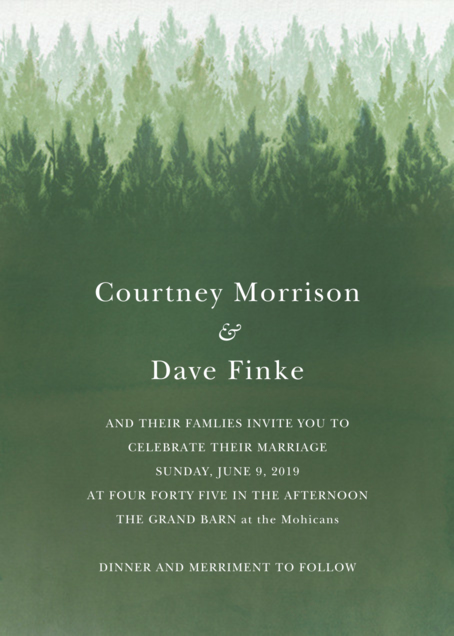 Courtney Morrison
&
Dave Finke
AND THEIR FAMLIES INVITE YOU TO
CELEBRATE THEIR MARRIAGE
SUNDAY, JUNE 9, 2019
AT FOUR FORTY FIVE IN THE AFTERNOON
THE GRAND BARN at the Mohicans
DINNER AND MERRIMENT TO FOLLOW